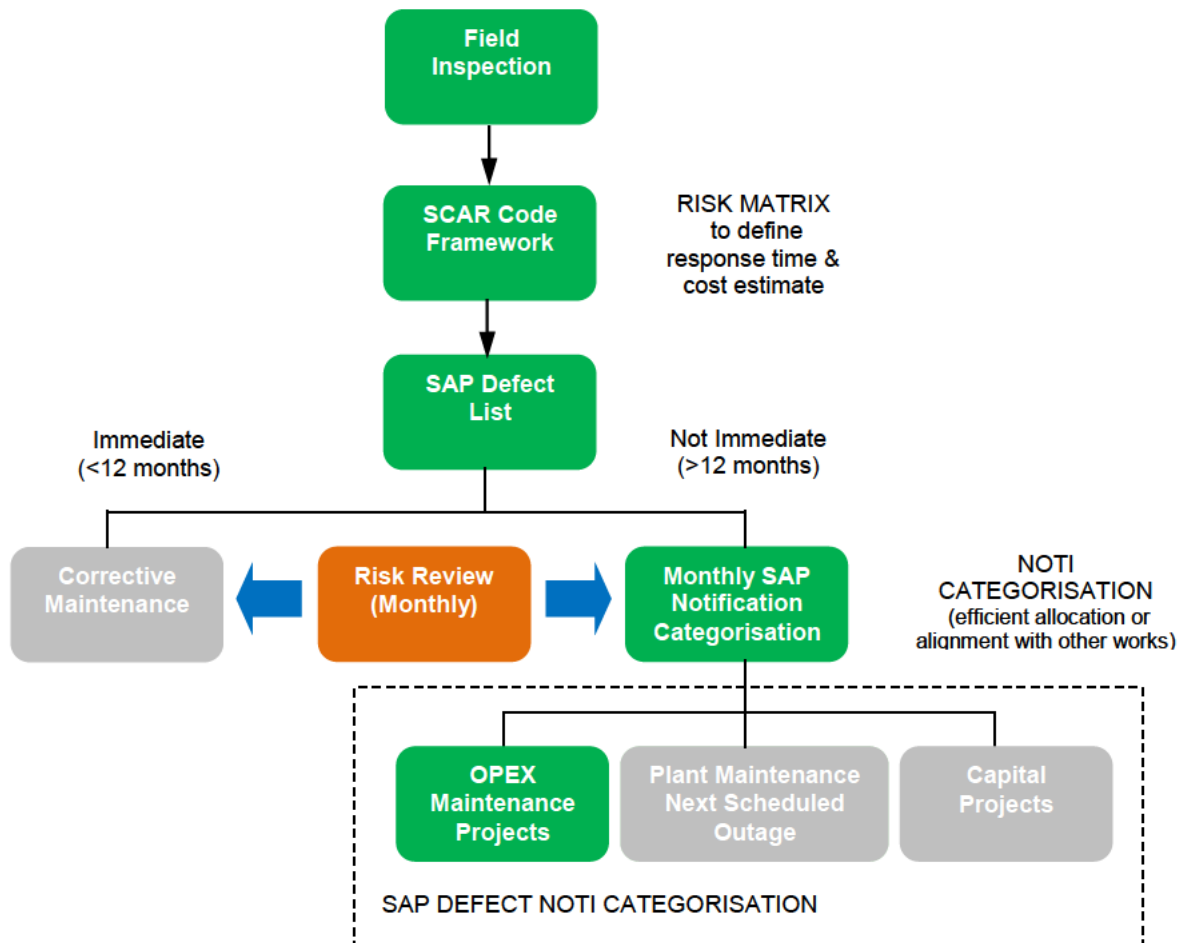 Field
Inspection
SCAR Code
Framework
RISK MATRIX
to define
response time &
cost estimate
SAP Defect
List
Immediate
(<12 months)
Not Immediate
(>12 months)
Corrective
Maintenance
Risk Review
(Monthly)
Monthly SAP
Notification
Categorisation
NOTI
CATEGORISATION
(efficient allocation or
alignment with other works)
OPEX
Maintenance
Projects
Plant Maintenance
Next Scheduled
Outage
Capital
Projects
SAP DEFECT NOTI CATEGORISATION